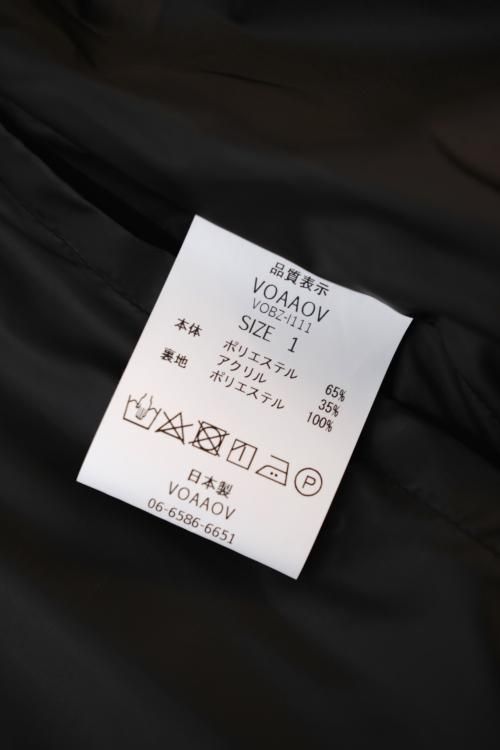 品質表示
VOAAOV
VOBZ-I111
SIZE 1
本体 ポリエステル 65%
アクリル 35%
裏地 ポリエステル 100%
P
日本製
VOAAOV
06-6586-6651